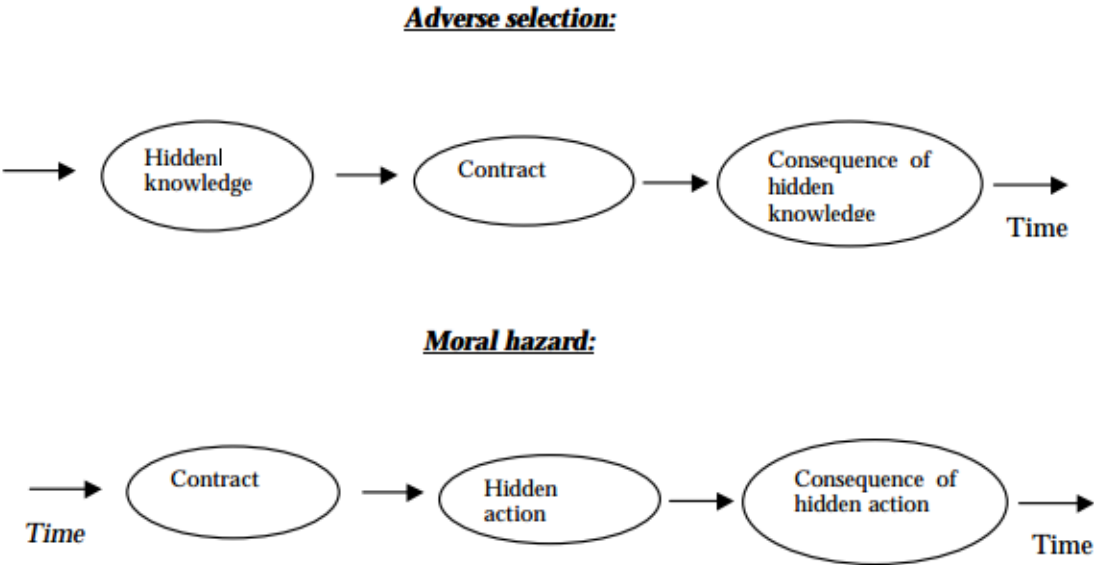 Adverse selection:
Hidden
knowledge
Contract
Consequence of
hidden
knowledge
Time
Moral hazard:
Contract
Hidden
action
Consequence of
hidden action
Time
Time